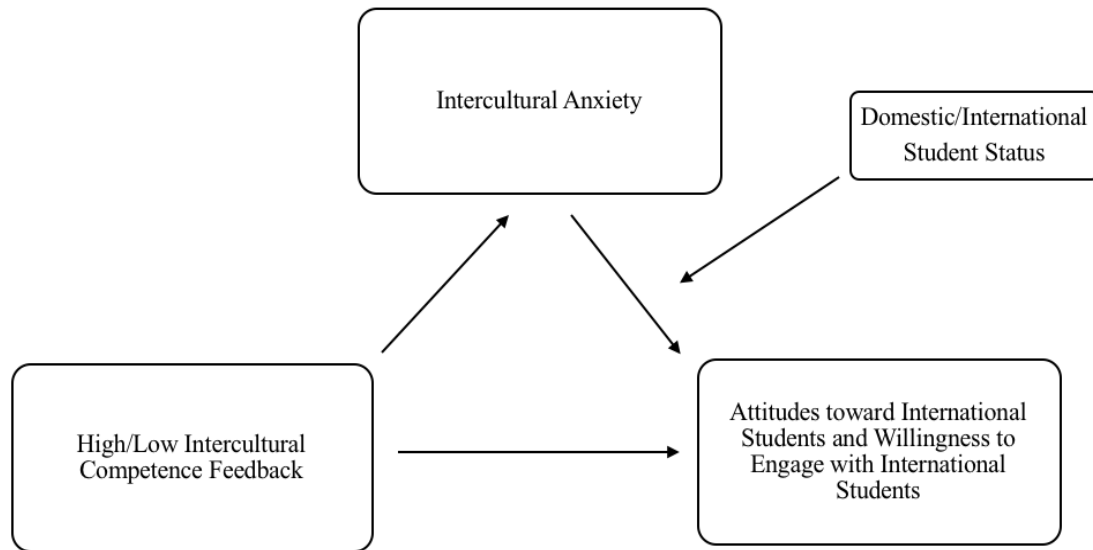 Intercultural Anxiety
Domestic/International
Student Status
High/Low Intercultural
Competence Feedback
Attitudes toward International
Students and Willingness to
Engage with International
Students